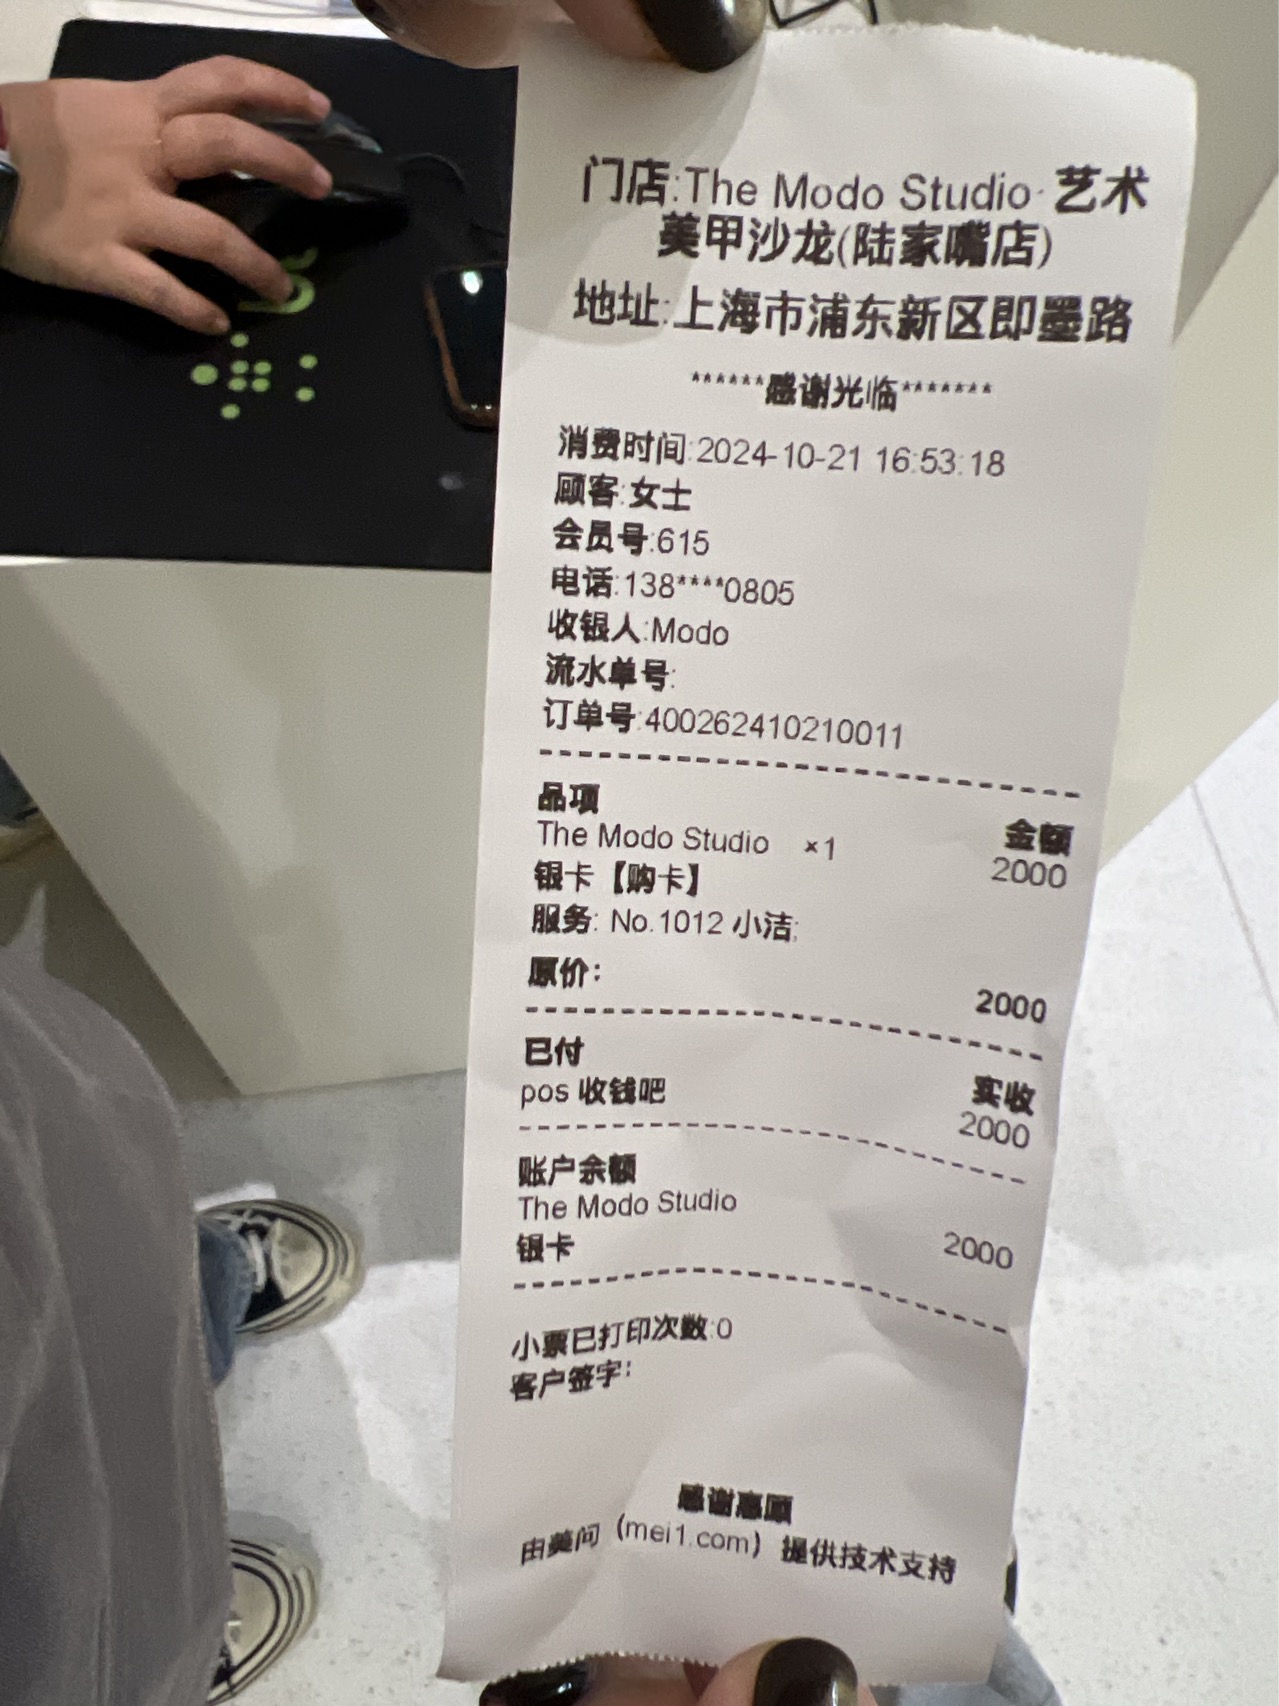 门店:The Modo Studio·艺术
美甲沙龙(陆家嘴店)
地址:上海市浦东新区即墨路
******感谢光临*******
消费时间:2024-10-21 16:53:18
顾客:女士
会员号:615
电话:138****0805
收银人:Modo
流水单号:
订单号:400262410210011
品项 金额
The Modo Studio ×1 2000
银卡【购卡】
服务: No.1012 小洁;
原价: 2000
已付 实收
pos 收钱吧 2000
账户余额
The Modo Studio
银卡 2000
小票已打印次数:0
客户签字:
感谢惠顾
由美问（mei1.com）提供技术支持